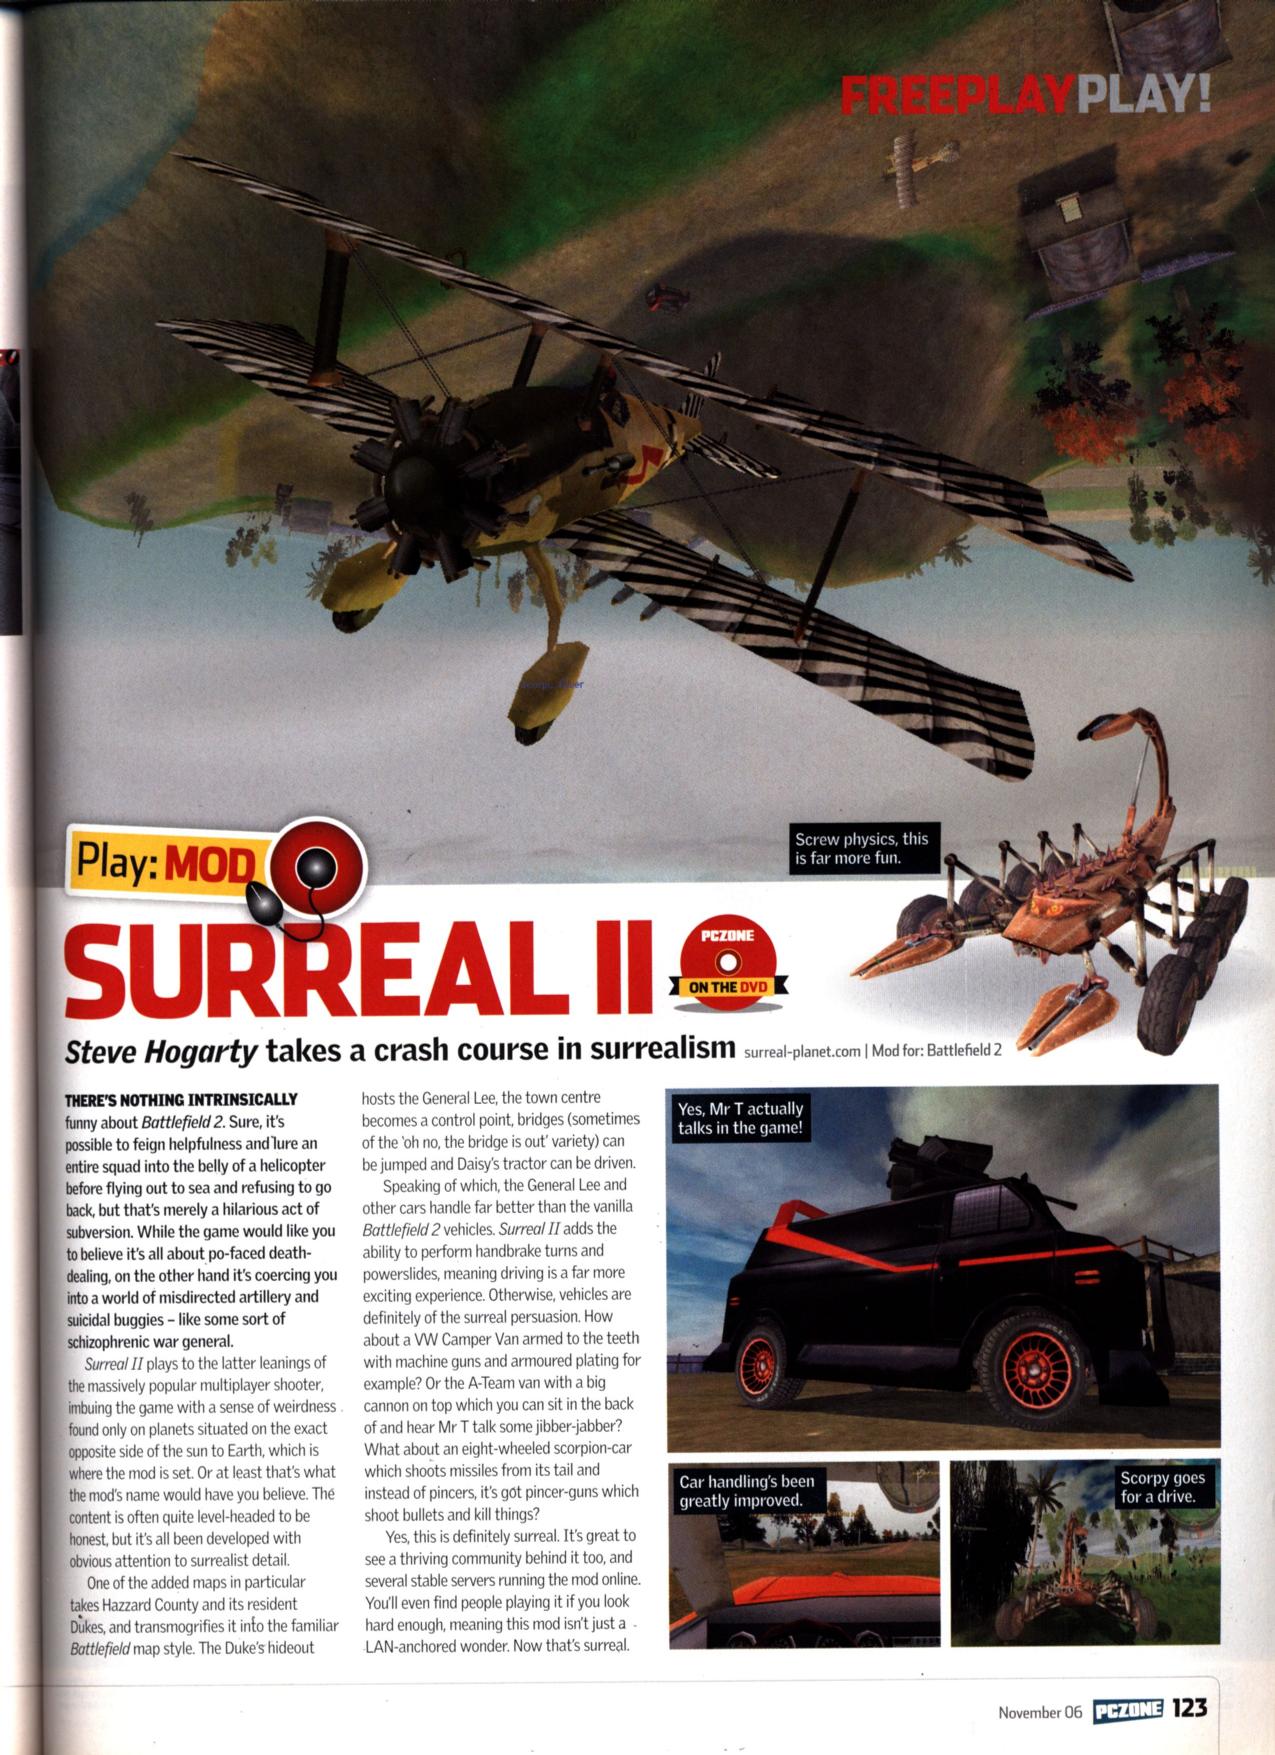 FREEPLAYPLAY!
Screw physics, this
is far more fun.
Play: MOD
SURREAL II
PCZONE
ON THE DVD
Steve Hogarty takes a crash course in surrealism
surreal-planet.com | Mod for: Battlefield 2
THERE'S NOTHING INTRINSICALLY
funny about Battlefield 2. Sure, it's
possible to feign helpfulness and lure an
entire squad into the belly of a helicopter
before flying out to sea and refusing to go
back, but that's merely a hilarious act of
subversion. While the game would like you
to believe it's all about po-faced death-
dealing, on the other hand it's coercing you
into a world of misdirected artillery and
suicidal buggies – like some sort of
schizophrenic war general.
Surreal II plays to the latter leanings of
the massively popular multiplayer shooter,
imbuing the game with a sense of weirdness
found only on planets situated on the exact
opposite side of the sun to Earth, which is
where the mod is set. Or at least that's what
the mod's name would have you believe. The
content is often quite level-headed to be
honest, but it's all been developed with
obvious attention to surrealist detail.
One of the added maps in particular
takes Hazzard County and its resident
Dukes, and transmogrifies it into the familiar
Battlefield map style. The Duke's hideout
hosts the General Lee, the town centre
becomes a control point, bridges (sometimes
of the 'oh no, the bridge is out' variety) can
be jumped and Daisy's tractor can be driven.
Speaking of which, the General Lee and
other cars handle far better than the vanilla
Battlefield 2 vehicles. Surreal II adds the
ability to perform handbrake turns and
powerslides, meaning driving is a far more
exciting experience. Otherwise, vehicles are
definitely of the surreal persuasion. How
about a VW Camper Van armed to the teeth
with machine guns and armoured plating for
example? Or the A-Team van with a big
cannon on top which you can sit in the back
of and hear Mr T talk some jibber-jabber?
What about an eight-wheeled scorpion-car
which shoots missiles from its tail and
instead of pincers, it's got pincer-guns which
shoot bullets and kill things?
Yes, this is definitely surreal. It's great to
see a thriving community behind it too, and
several stable servers running the mod online.
You'll even find people playing it if you look
hard enough, meaning this mod isn't just a
LAN-anchored wonder. Now that's surreal.
Yes, Mr T actually
talks in the game!
Car handling's been
greatly improved.
Scorpy goes
for a drive.
November 06 PCZONE 123